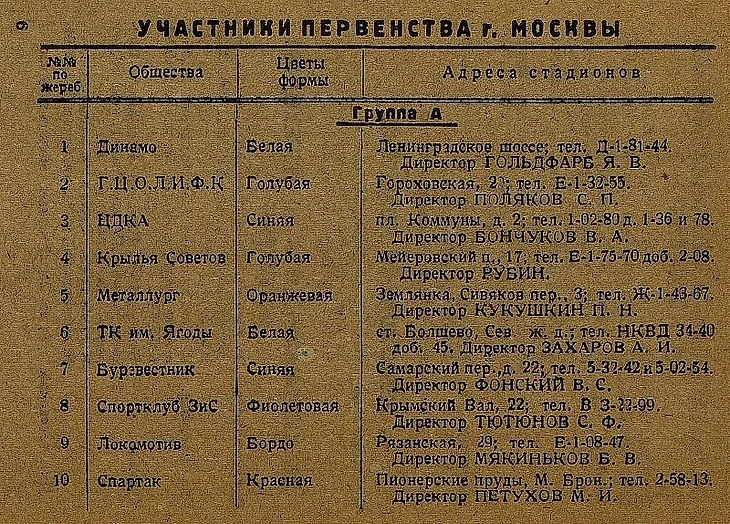 9
УЧАСТНИКИ ПЕРВЕНСТВА г. МОСКВЫ
№№ по жереб. Общества Цветы формы Адреса стадионов
Группа А
1 Динамо Белая Ленинградское шоссе; тел. Д-1-81-44.
Директор ГОЛЬДФАРБ Я. В.
2 Г.Ц.О.Л.И.Ф.К Голубая Гороховская, тел. Е-1-32-55.
Директор ПОЛЯКОВ С. П.
3 ЦДКА Синяя пл. Коммуны, д. 2; тел. 1-02-80 д. 1-36 и 78.
Директор БОНЧУКОВ В. А.
4 Крылья Советов Голубая Мейеровский п., 17; тел. Е-1-75-70 доб. 2-08.
Директор РУБИН.
5 Металлург Оранжевая Землянка, Сивяков пер., 3; тел. Ж-1-43-67.
Директор КУКУШКИН П. Н.
6 ТК им. Ягоды Белая ст. Болшево, Сев. ж. д.; тел. НКВД 34-40
доб. 45. Директор ЗАХАРОВ А. И.
7 Буревестник Синяя Самарский пер., д. 22; тел. 5-32-42 и 5-02-54.
Директор ФОНСКИЙ В. С.
8 Спортклуб ЗиС Фиолетовая Крымский Вал, 22; тел. В 3-22-99.
Директор ТЮТЮНОВ С. Ф.
9 Локомотив Бордо Рязанская, 29; тел. Е-1-08-47.
Директор МЯКИНЬКОВ Б. В.
10 Спартак Красная Пионерские пруды, М. Брон.; тел. 2-58-13.
Директор ПЕТУХОВ М. И.